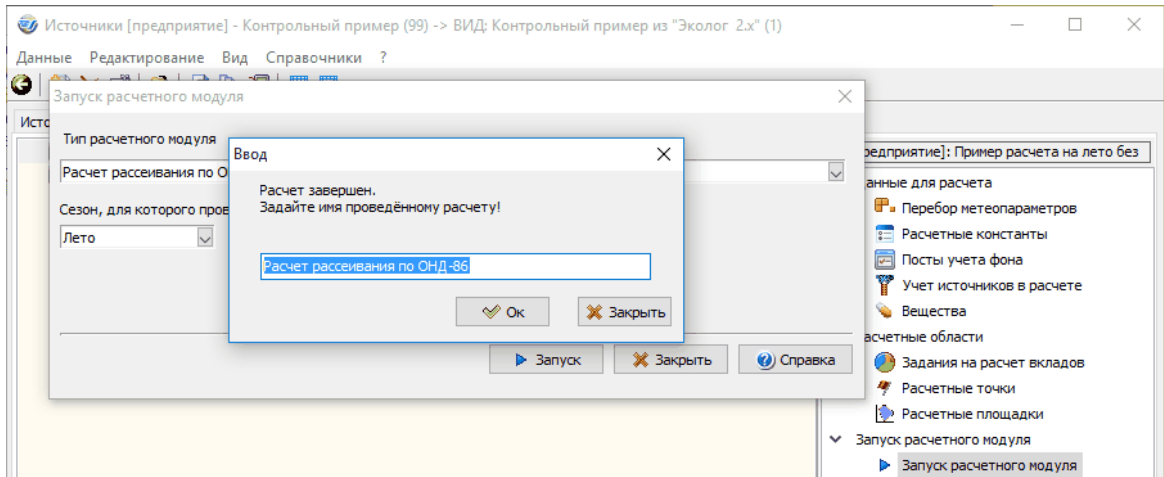 Источники [предприятие] - Контрольный пример (99) -> ВИД: Контрольный пример из "Эколог 2.x" (1)
Данные Редактирование Вид Справочники ?
Запуск расчетного модуля
Тип расчетного модуля
Расчет рассеивания по О
Сезон, для которого пров
Лето
Ввод
Расчет завершен.
Задайте имя проведённому расчету!
Расчет рассеивания по ОНД-86
Ок
Закрыть
Запуск
Закрыть
Справка
редприятие]: Пример расчета на лето без
анные для расчета
Перебор метеопараметров
Расчетные константы
Посты учета фона
Учет источников в расчете
Вещества
асчетные области
Задания на расчет вкладов
Расчетные точки
Расчетные площадки
Запуск расчетного модуля
Запуск расчетного модуля